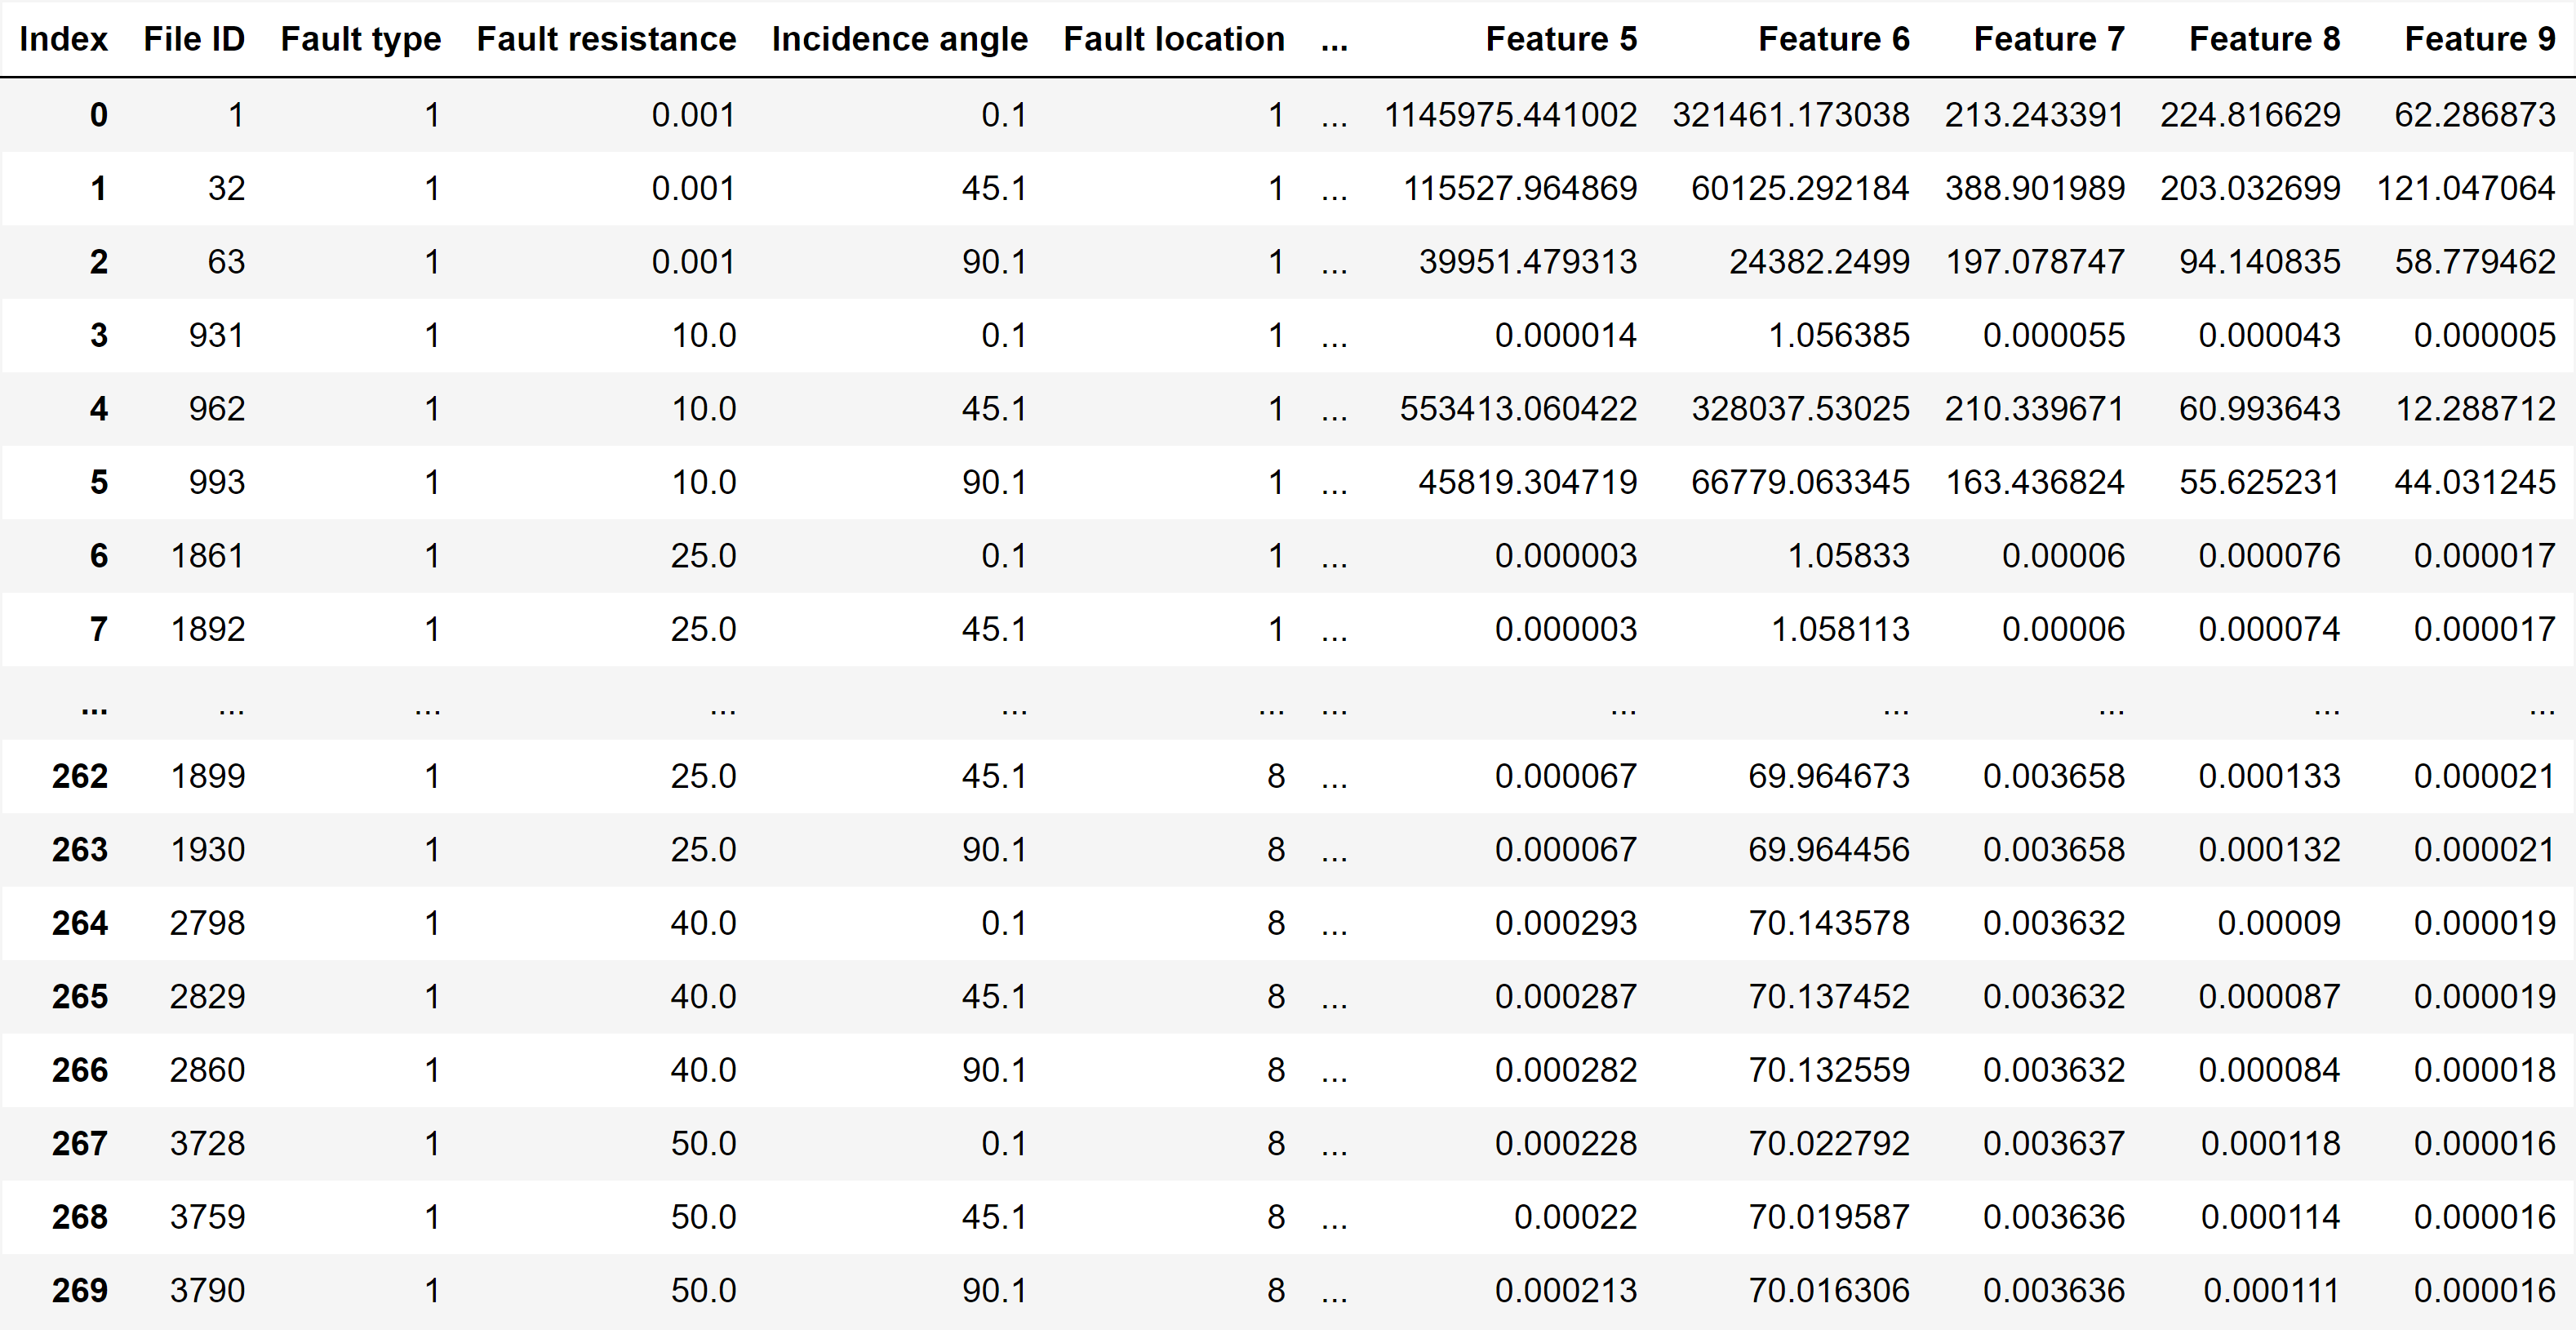 Index File ID Fault type Fault resistance Incidence angle Fault location ... Feature 5 Feature 6 Feature 7 Feature 8 Feature 9
0 1 1 0.001 0.1 1 ... 1145975.441002 321461.173038 213.243391 224.816629 62.286873
1 32 1 0.001 45.1 1 ... 115527.964869 60125.292184 388.901989 203.032699 121.047064
2 63 1 0.001 90.1 1 ... 39951.479313 24382.2499 197.078747 94.140835 58.779462
3 931 1 10.0 0.1 1 ... 0.000014 1.056385 0.000055 0.000043 0.000005
4 962 1 10.0 45.1 1 ... 553413.060422 328037.53025 210.339671 60.993643 12.288712
5 993 1 10.0 90.1 1 ... 45819.304719 66779.063345 163.436824 55.625231 44.031245
6 1861 1 25.0 0.1 1 ... 0.000003 1.05833 0.00006 0.000076 0.000017
7 1892 1 25.0 45.1 1 ... 0.000003 1.058113 0.00006 0.000074 0.000017
... ... ... ... ... ... ... ... ... ... ... ...
262 1899 1 25.0 45.1 8 ... 0.000067 69.964673 0.003658 0.000133 0.000021
263 1930 1 25.0 90.1 8 ... 0.000067 69.964456 0.003658 0.000132 0.000021
264 2798 1 40.0 0.1 8 ... 0.000293 70.143578 0.003632 0.00009 0.000019
265 2829 1 40.0 45.1 8 ... 0.000287 70.137452 0.003632 0.000087 0.000019
266 2860 1 40.0 90.1 8 ... 0.000282 70.132559 0.003632 0.000084 0.000018
267 3728 1 50.0 0.1 8 ... 0.000228 70.022792 0.003637 0.000118 0.000016
268 3759 1 50.0 45.1 8 ... 0.00022 70.019587 0.003636 0.000114 0.000016
269 3790 1 50.0 90.1 8 ... 0.000213 70.016306 0.003636 0.000111 0.000016